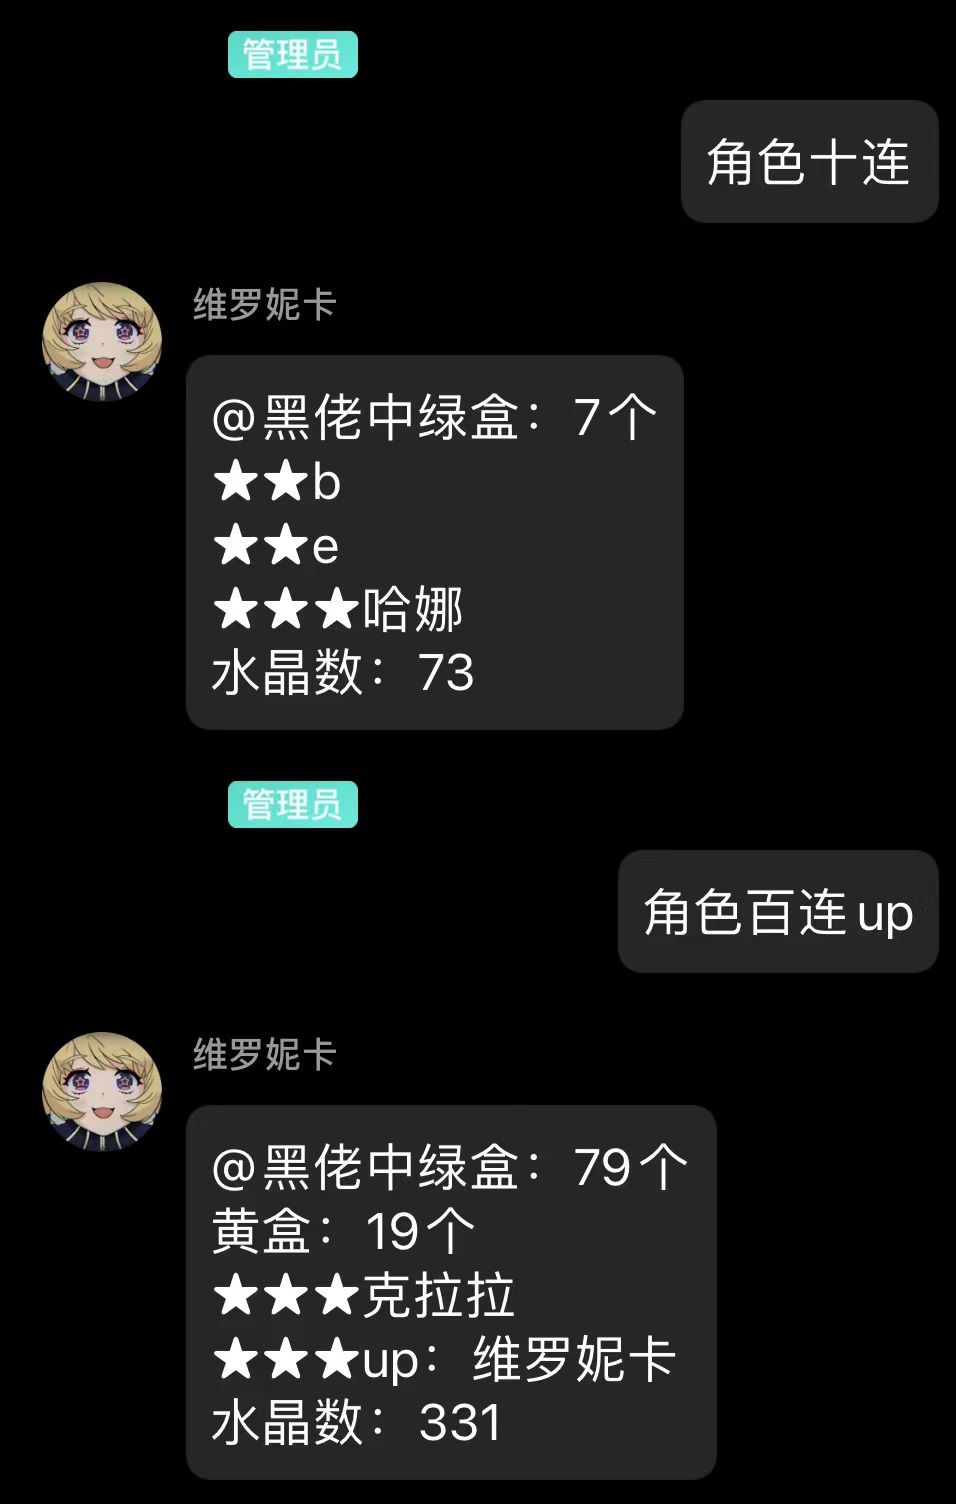 管理员
角色十连
维罗妮卡
@黑佬中绿盒：7个
★★b
★★e
★★★哈娜
水晶数：73
管理员
角色百连up
维罗妮卡
@黑佬中绿盒：79个
黄盒：19个
★★★克拉拉
★★★up：维罗妮卡
水晶数：331